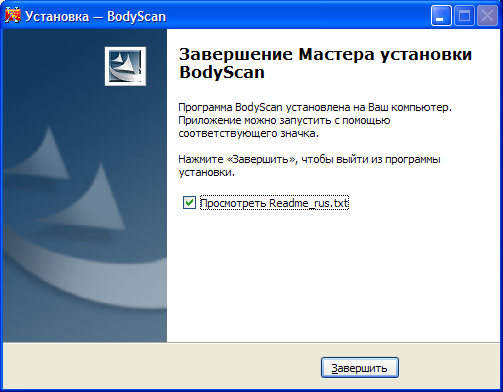 Установка — BodyScan
Завершение Мастера установки
BodyScan
Программа BodyScan установлена на Ваш компьютер.
Приложение можно запустить с помощью
соответствующего значка.
Нажмите «Завершить», чтобы выйти из программы
установки.
Просмотреть Readme_rus.txt
Завершить